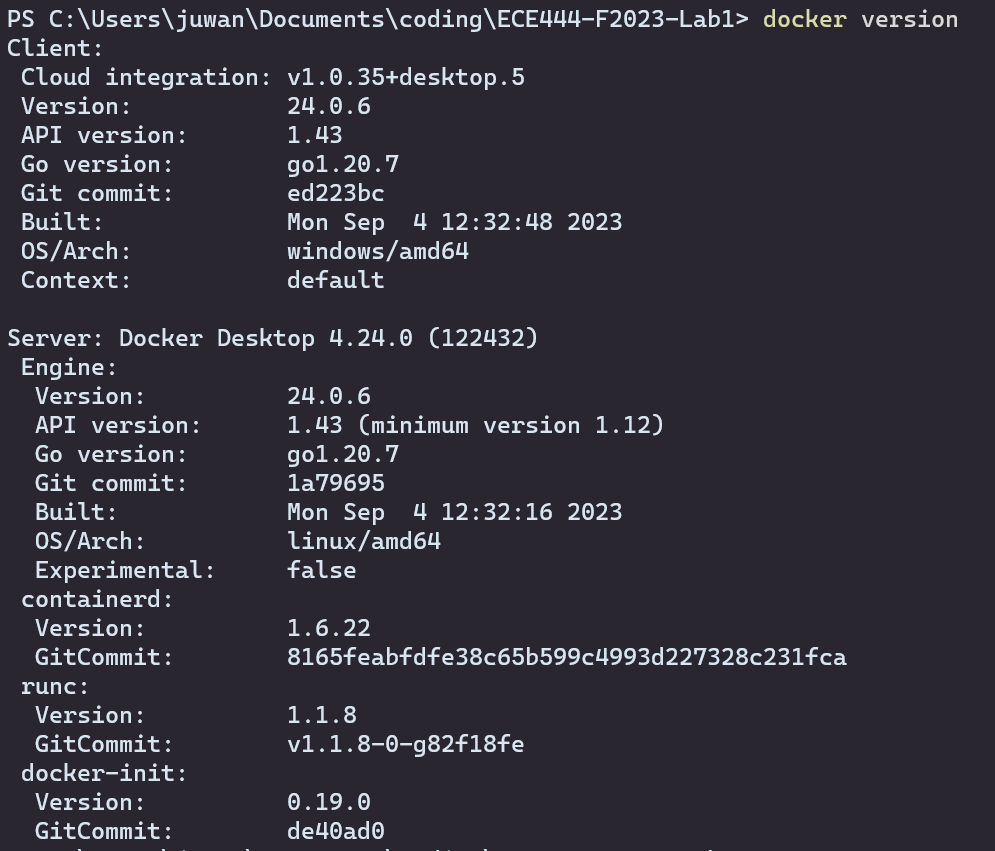 PS C:\Users\juwan\Documents\coding\ECE444-F2023-Lab1> docker version
Client:
 Cloud integration: v1.0.35+desktop.5
 Version:           24.0.6
 API version:       1.43
 Go version:        go1.20.7
 Git commit:        ed223bc
 Built:             Mon Sep  4 12:32:48 2023
 OS/Arch:           windows/amd64
 Context:           default

Server: Docker Desktop 4.24.0 (122432)
 Engine:
  Version:          24.0.6
  API version:      1.43 (minimum version 1.12)
  Go version:       go1.20.7
  Git commit:       1a79695
  Built:            Mon Sep  4 12:32:16 2023
  OS/Arch:          linux/amd64
  Experimental:     false
 containerd:
  Version:          1.6.22
  GitCommit:        8165feabfdfe38c65b599c4993d227328c231fca
 runc:
  Version:          1.1.8
  GitCommit:        v1.1.8-0-g82f18fe
 docker-init:
  Version:          0.19.0
  GitCommit:        de40ad0